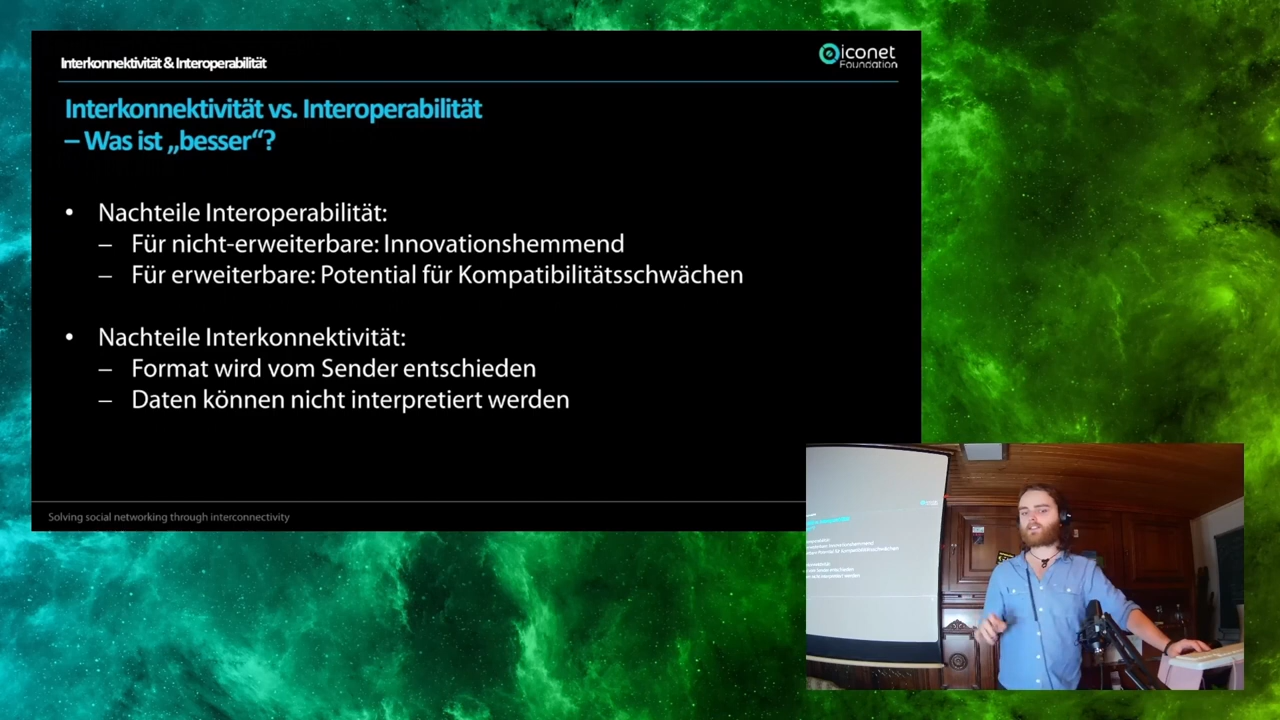 Interkonnektivität & Interoperabilität
iconet
Foundation
Interkonnektivität vs. Interoperabilität
– Was ist „besser“?
• Nachteile Interoperabilität:
– Für nicht-erweiterbare: Innovationshemmend
– Für erweiterbare: Potential für Kompatibilitätsschwächen
• Nachteile Interkonnektivität:
– Format wird vom Sender entschieden
– Daten können nicht interpretiert werden
Solving social networking through interconnectivity